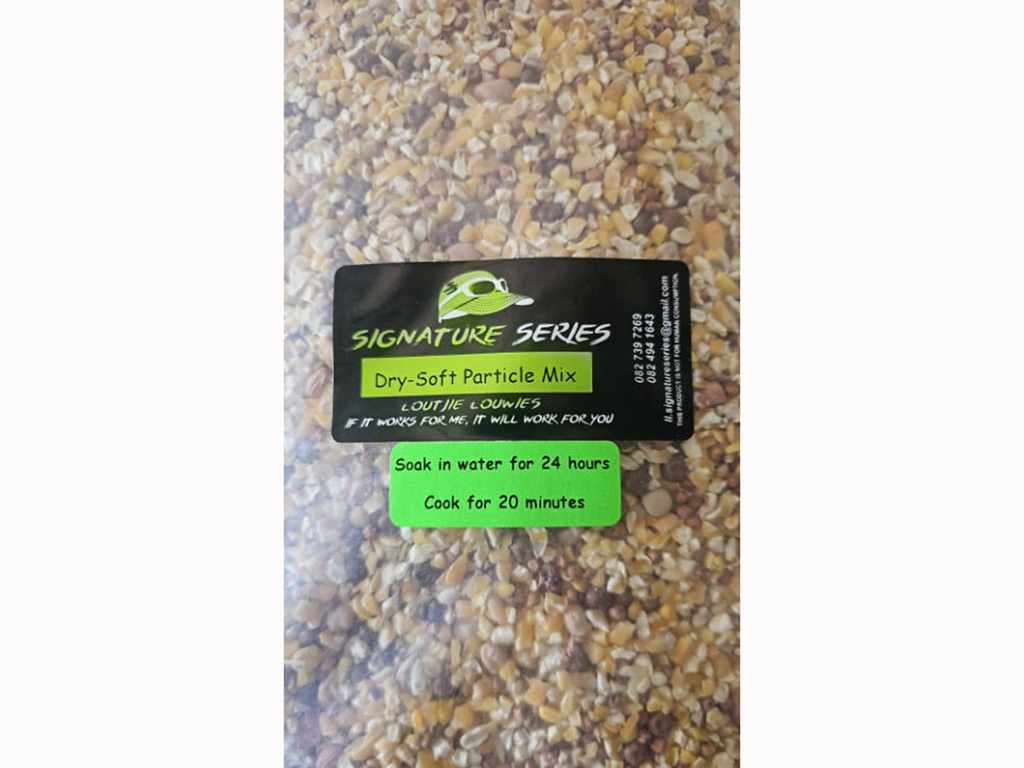 SIGNATURE SERIES
Dry-Soft Particle Mix
LOUTJIE LOUWIES
IF IT WORKS FOR ME, IT WILL WORK FOR YOU
082 739 7269
082 494 1643
ll.signatureseries@gmail.com
THIS PRODUCT IS NOT FOR HUMAN CONSUMPTION.
Soak in water for 24 hours
Cook for 20 minutes